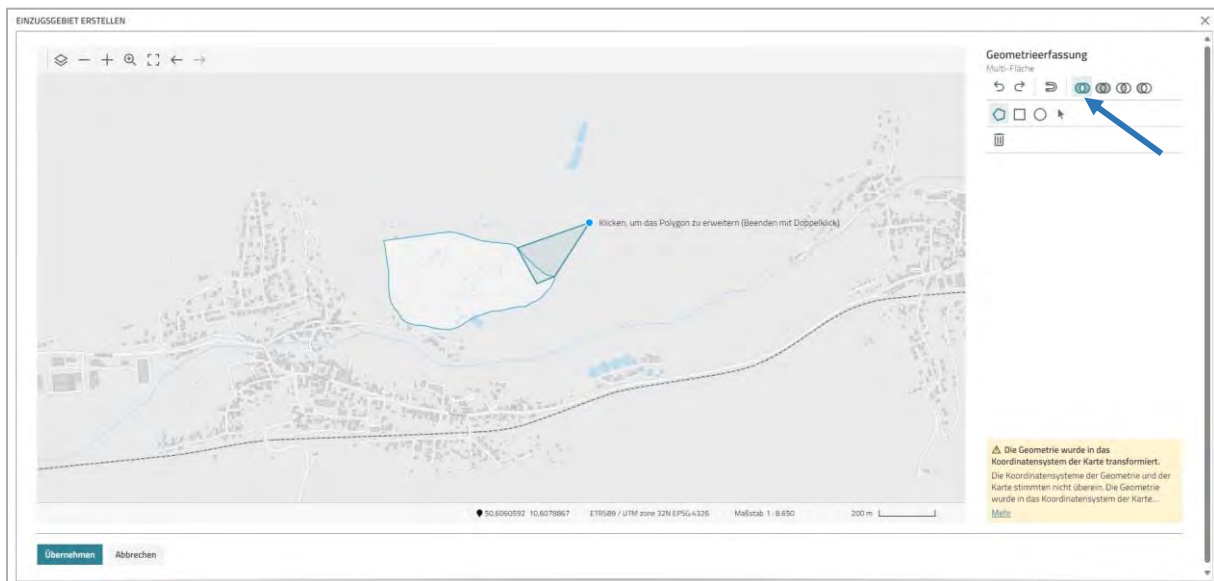 EINZUGSGEBIET ERSTELLEN
Geometrieerfassung
Multi-Fläche
Klicken, um das Polygon zu erweitern (Beenden mit Doppelklick)
⚠ Die Geometrie wurde in das
Koordinatensystem der Karte transformiert.
Die Koordinatensysteme der Geometrie und der
Karte stimmten nicht überein. Die Geometrie
wurde in das Koordinatensystem der Karte...
Mehr
50,6060592 10,6078867 ETRS89 / UTM zone 32N EPSG:4326 Maßstab 1 : 8.650 200 m
Übernehmen Abbrechen